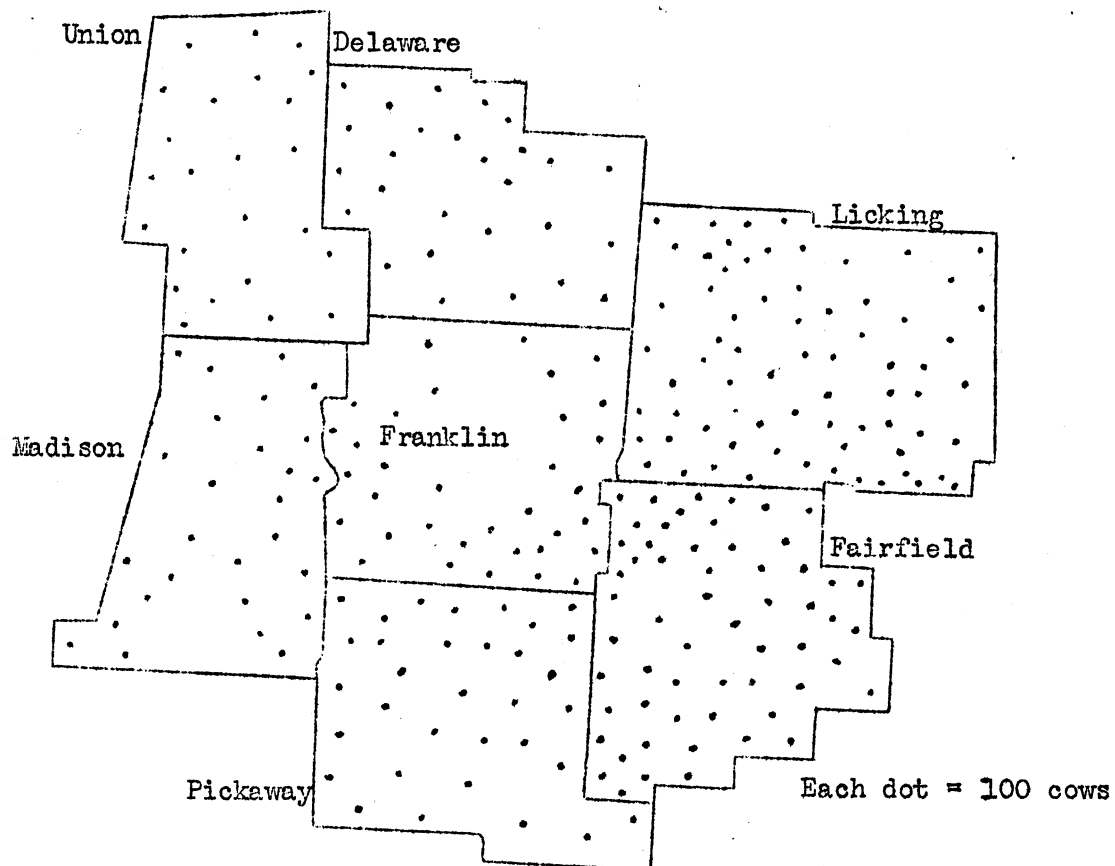 Union
Delaware
Licking
Madison
Franklin
Fairfield
Pickaway
Each dot = 100 cows